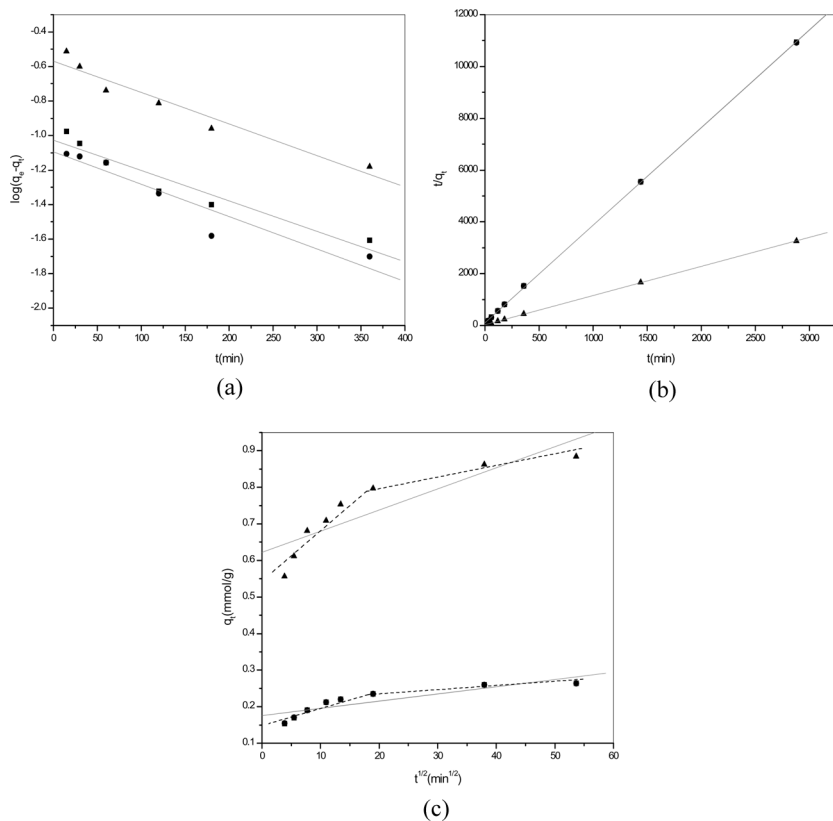 -0.4
-0.6
-0.8
-1.0
-1.2
-1.4
-1.6
-1.8
-2.0
log(qe-qt)
0 50 100 150 200 250 300 350 400
t(min)
(a)
12000
10000
8000
6000
4000
2000
0
t/qt
0 500 1000 1500 2000 2500 3000
t(min)
(b)
0.9
0.8
0.7
0.6
0.5
0.4
0.3
0.2
0.1
qt(mmol/g)
0 10 20 30 40 50 60
t1/2(min1/2)
(c)